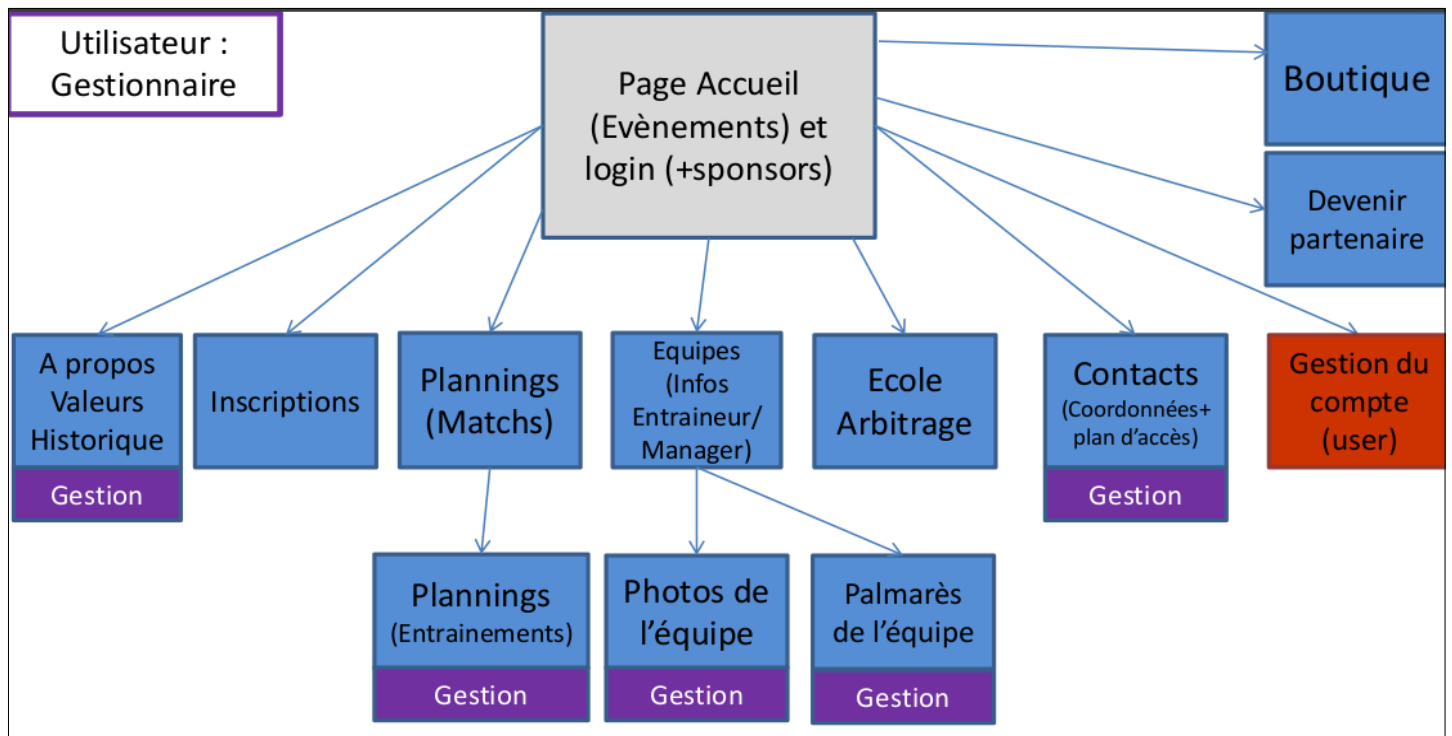 Utilisateur :
Gestionnaire
Page Accueil
(Evènements) et
login (+sponsors)
Boutique
Devenir
partenaire
A propos
Valeurs
Historique
Gestion
Inscriptions
Plannings
(Matchs)
Equipes
(Infos
Entraineur/
Manager)
Ecole
Arbitrage
Contacts
(Coordonnées+
plan d’accès)
Gestion
Gestion du
compte
(user)
Plannings
(Entrainements)
Gestion
Photos de
l’équipe
Gestion
Palmarès
de l’équipe
Gestion